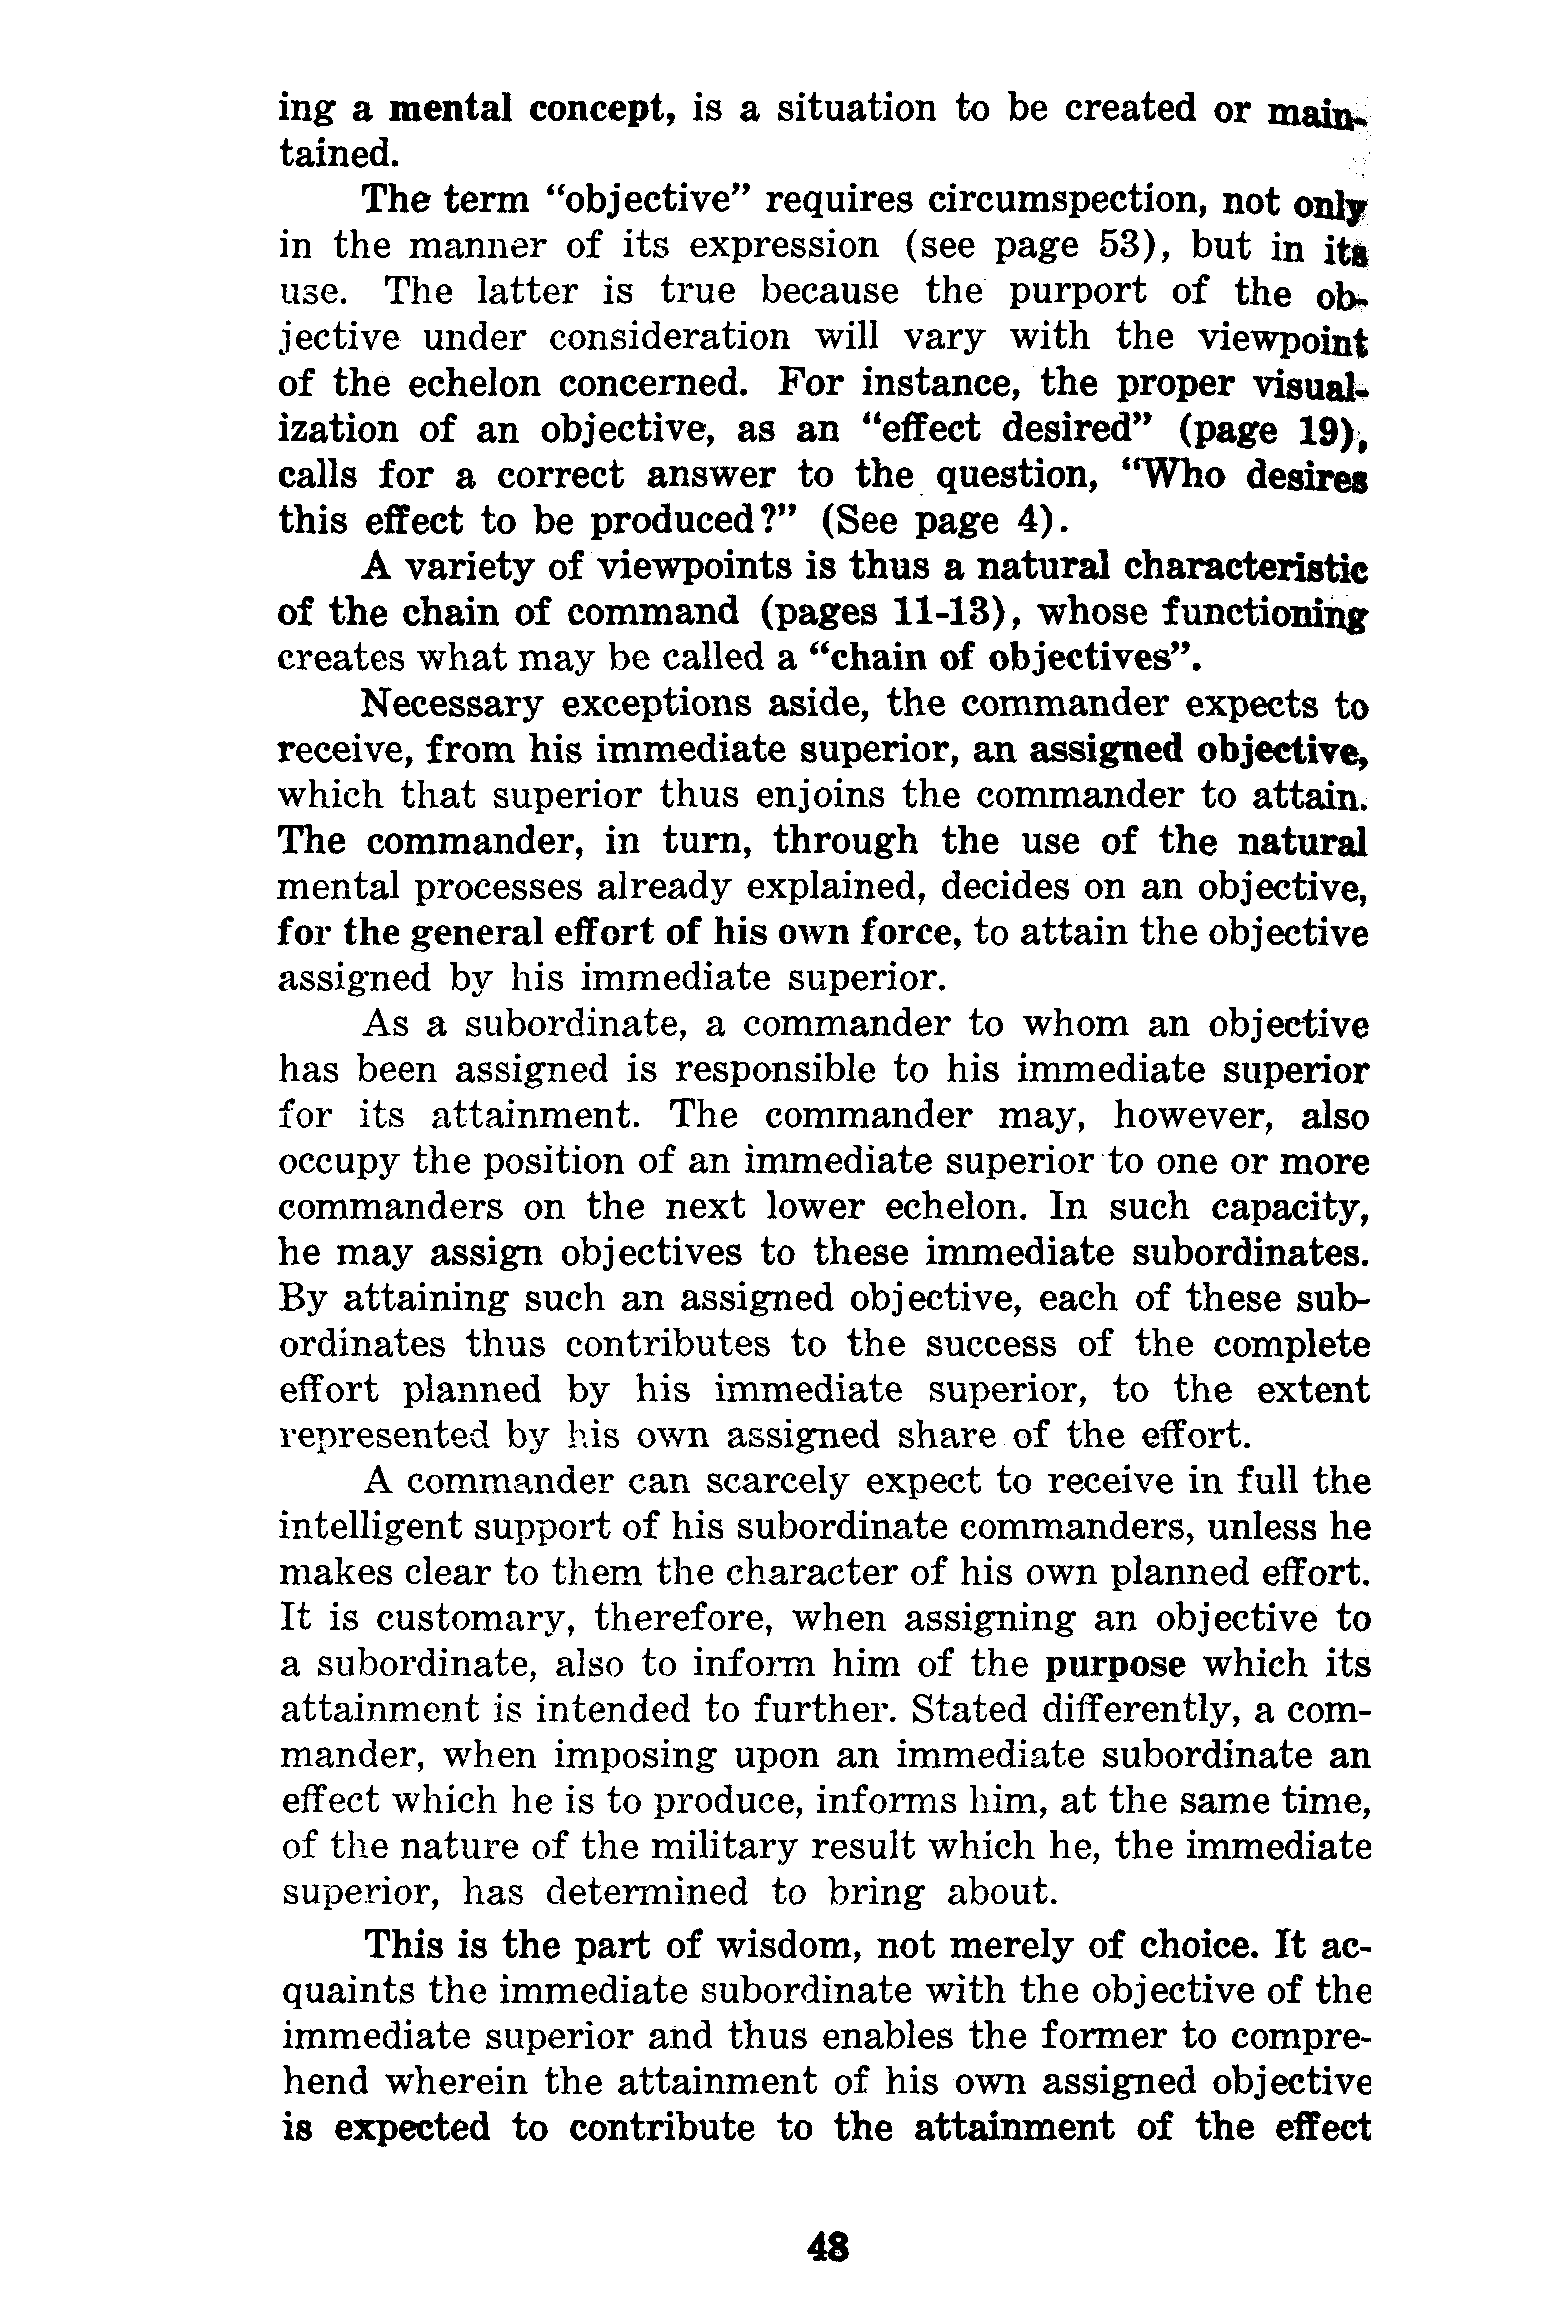 ing a mental concept, is a situation to be created or main-
tained.
The term “objective” requires circumspection, not only
in the manner of its expression (see page 53), but in its
use. The latter is true because the purport of the ob-
jective under consideration will vary with the viewpoint
of the echelon concerned. For instance, the proper visual-
ization of an objective, as an “effect desired” (page 19),
calls for a correct answer to the question, “Who desires
this effect to be produced?” (See page 4).
A variety of viewpoints is thus a natural characteristic
of the chain of command (pages 11-13), whose functioning
creates what may be called a “chain of objectives”.
Necessary exceptions aside, the commander expects to
receive, from his immediate superior, an assigned objective,
which that superior thus enjoins the commander to attain.
The commander, in turn, through the use of the natural
mental processes already explained, decides on an objective,
for the general effort of his own force, to attain the objective
assigned by his immediate superior.
As a subordinate, a commander to whom an objective
has been assigned is responsible to his immediate superior
for its attainment. The commander may, however, also
occupy the position of an immediate superior to one or more
commanders on the next lower echelon. In such capacity,
he may assign objectives to these immediate subordinates.
By attaining such an assigned objective, each of these sub-
ordinates thus contributes to the success of the complete
effort planned by his immediate superior, to the extent
represented by his own assigned share of the effort.
A commander can scarcely expect to receive in full the
intelligent support of his subordinate commanders, unless he
makes clear to them the character of his own planned effort.
It is customary, therefore, when assigning an objective to
a subordinate, also to inform him of the purpose which its
attainment is intended to further. Stated differently, a com-
mander, when imposing upon an immediate subordinate an
effect which he is to produce, informs him, at the same time,
of the nature of the military result which he, the immediate
superior, has determined to bring about.
This is the part of wisdom, not merely of choice. It ac-
quaints the immediate subordinate with the objective of the
immediate superior and thus enables the former to compre-
hend wherein the attainment of his own assigned objective
is expected to contribute to the attainment of the effect
48